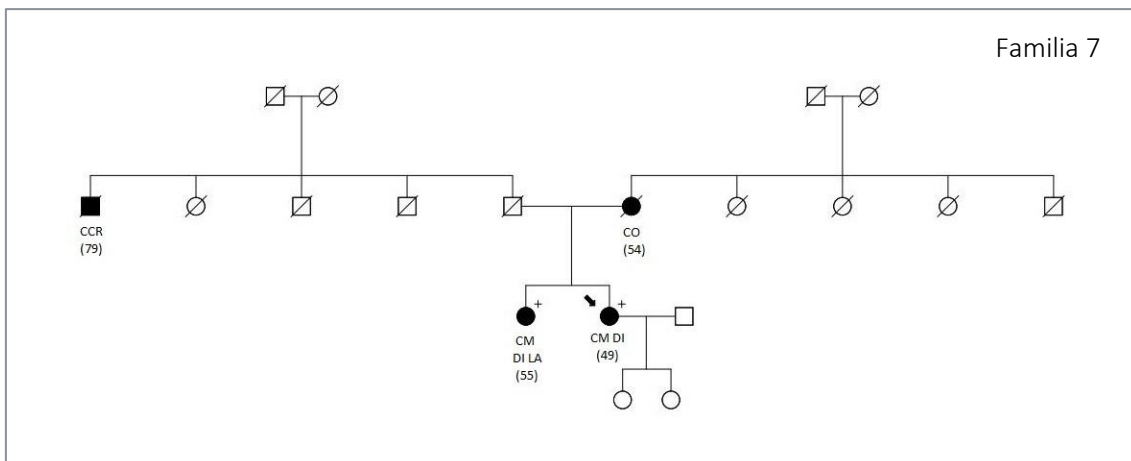 Familia 7
CCR
(79)
CO
(54)
+
+
CM
DI LA
(55)
CM DI
(49)